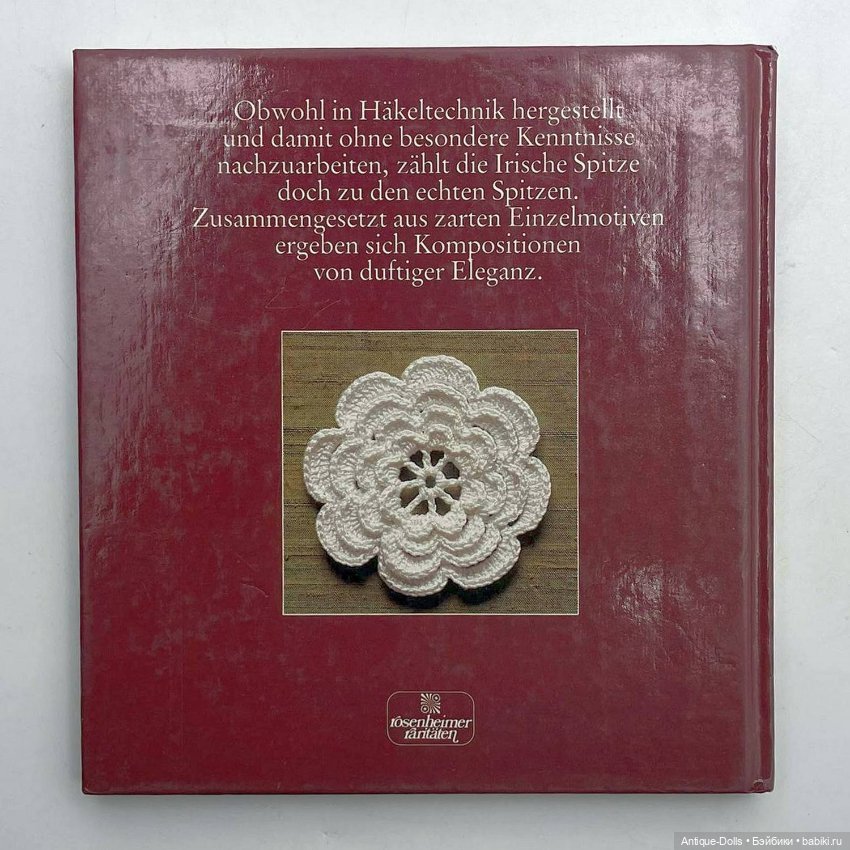 Obwohl in Häkeltechnik hergestellt
und damit ohne besondere Kenntnisse
nachzuarbeiten, zählt die Irische Spitze
doch zu den echten Spitzen.
Zusammengesetzt aus zarten Einzelmotiven
ergeben sich Kompositionen
von duftiger Eleganz.
rosenheimer
raritäten
Antique-Dolls • Бэйбики • babiki.ru